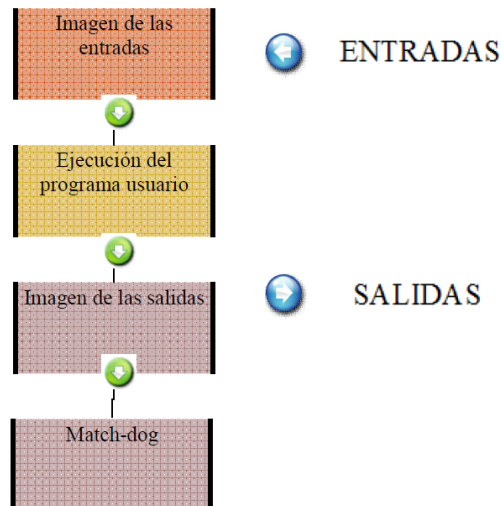 Imagen de las
entradas
ENTRADAS
Ejecución del
programa usuario
Imagen de las salidas
SALIDAS
Match-dog